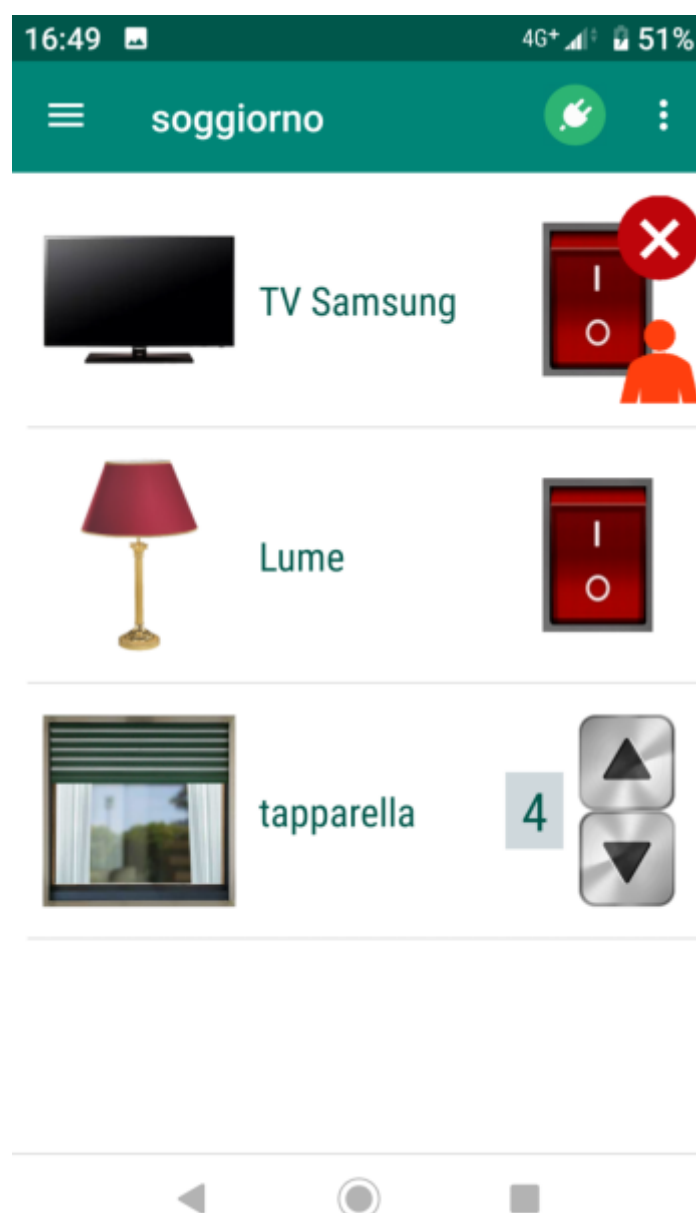 16:49 4G+ 51%
soggiorno
TV Samsung
I
O
Lume
I
O
tapparella 4